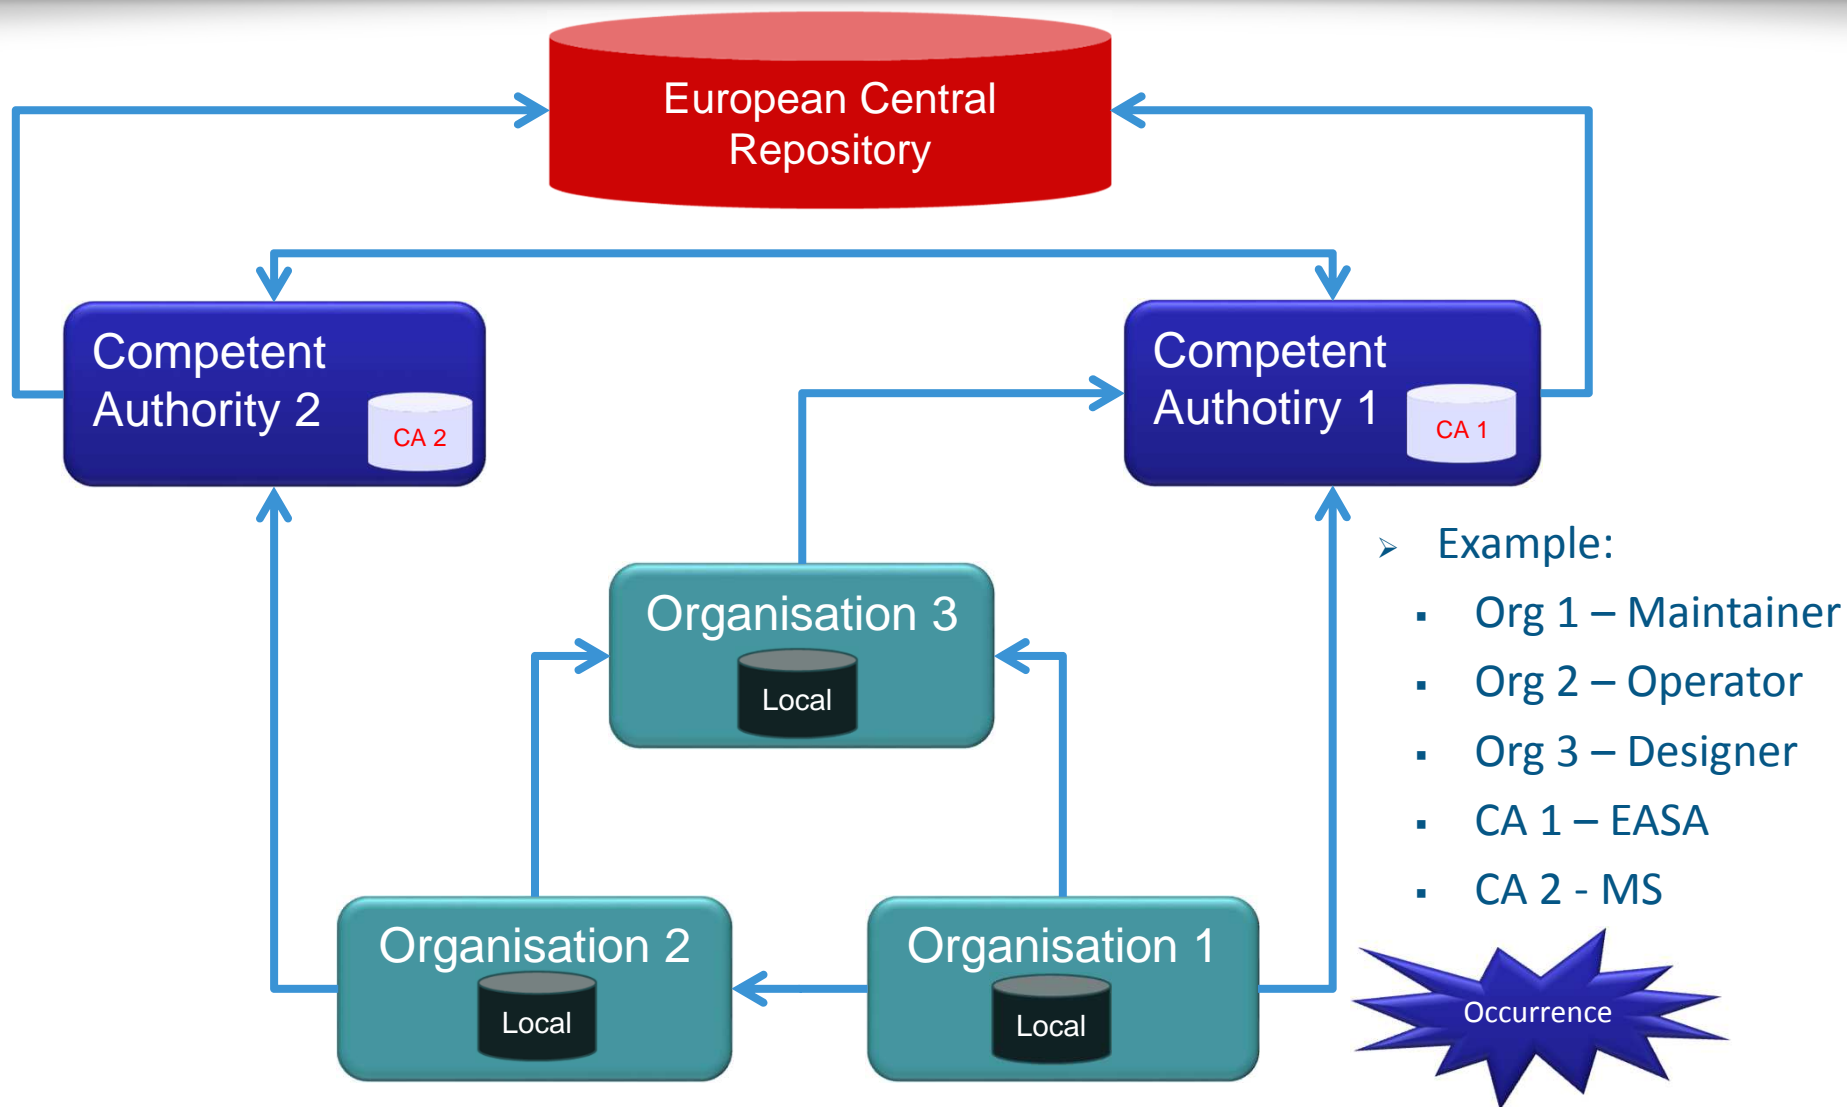 European Central
Repository
Competent
Authority 2
CA 2
Competent
Authotiry 1
CA 1
Organisation 3
Local
Organisation 2
Local
Organisation 1
Local
➢ Example:
▪ Org 1 – Maintainer
▪ Org 2 – Operator
▪ Org 3 – Designer
▪ CA 1 – EASA
▪ CA 2 - MS
Occurrence